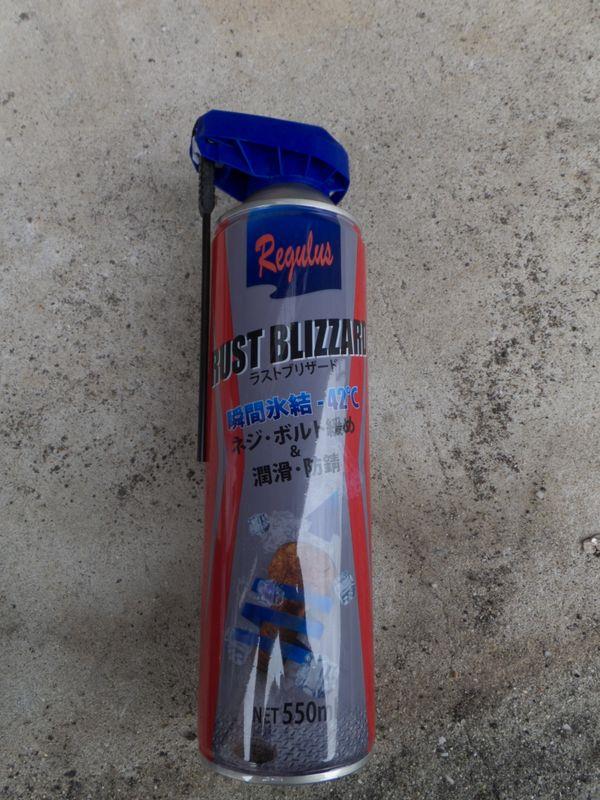 Regulus
RUST BLIZZARD
ラストブリザード
瞬間氷結-42℃
ネジ・ボルト緩め
&
潤滑・防錆
NET 550m